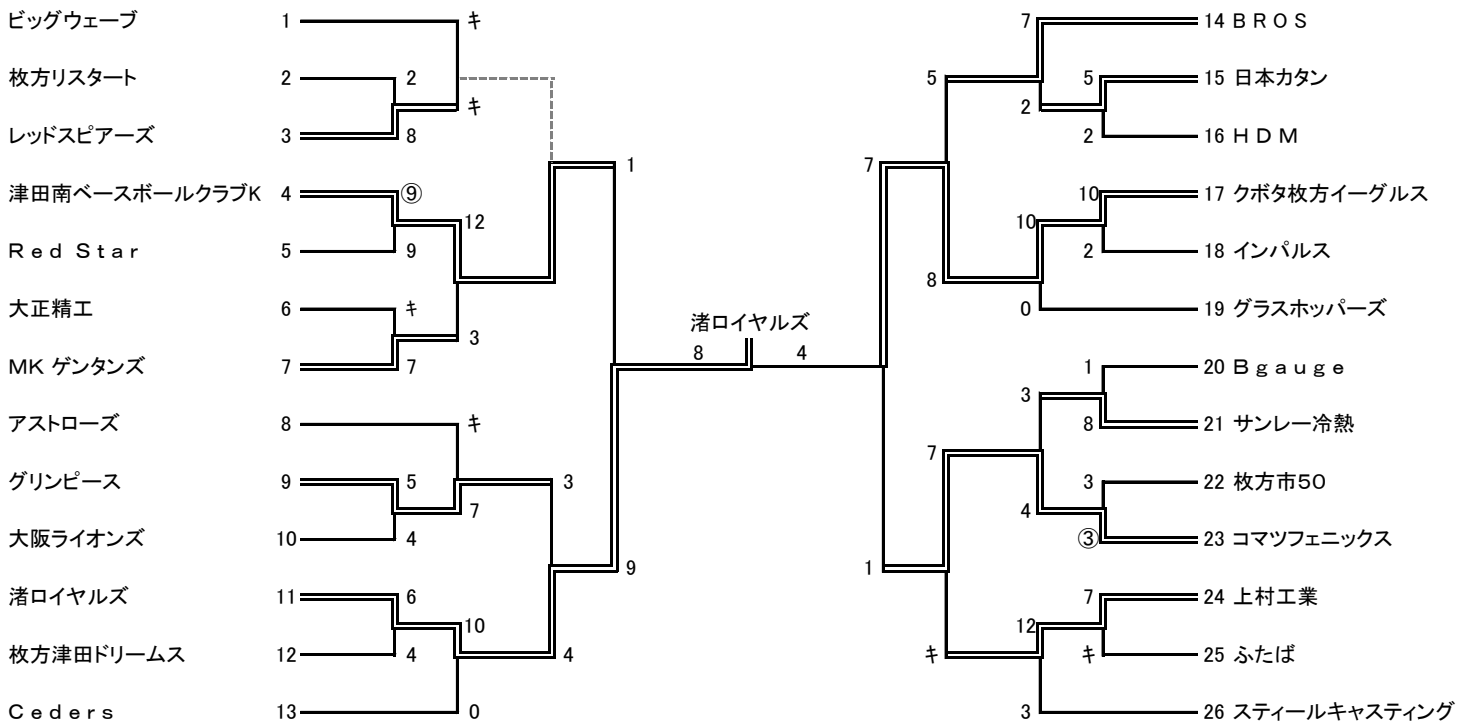 ビッグウェーブ 1 キ 7 14 ＢＲＯＳ
枚方リスタート 2 2 5 5 15 日本カタン
キ 2
レッドスピアーズ 3 8 2 16 ＨＤＭ
1 7
津田南ベースボールクラブK 4 ⑨ 10 17 クボタ枚方イーグルス
12 10
Ｒｅｄ Ｓｔａｒ 5 9 2 18 インパルス
8
大正精工 6 キ 0 19 グラスホッパーズ
渚ロイヤルズ
3
8 4
MK ゲンタンズ 7 7 1 20 Ｂｇａｕｇｅ
3
アストローズ 8 キ 8 21 サンレー冷熱
7
グリンピース 9 5 3 3 22 枚方市50
7 4
大阪ライオンズ 10 4 ③ 23 コマツフェニックス
9 1
渚ロイヤルズ 11 6 7 24 上村工業
10 12
枚方津田ドリームス 12 4 4 キ キ 25 ふたば
Ｃｅｄｅｒｓ 13 0 3 26 スティールキャスティング